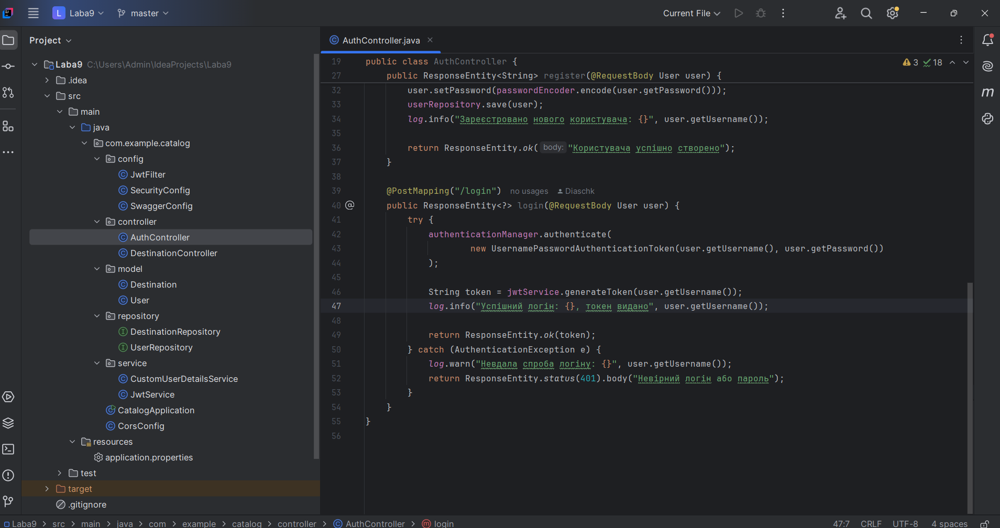 L Laba9 master Current File
Project
AuthController.java
Laba9 C:\Users\Admin\IdeaProjects\Laba9
.idea
src
main
java
com.example.catalog
config
JwtFilter
SecurityConfig
SwaggerConfig
controller
AuthController
DestinationController
model
Destination
User
repository
DestinationRepository
UserRepository
service
CustomUserDetailsService
JwtService
CatalogApplication
CorsConfig
resources
application.properties
test
target
.gitignore
3 18
19 public class AuthController {
27 public ResponseEntity<String> register(@RequestBody User user) {
32 user.setPassword(passwordEncoder.encode(user.getPassword()));
33 userRepository.save(user);
34 log.info("Зареєстровано нового користувача: {}", user.getUsername());
35
36 return ResponseEntity.ok( body: "Користувача успішно створено");
37 }
38
39 @PostMapping("/login") no usages Diaschk
40 @ public ResponseEntity<?> login(@RequestBody User user) {
41 try {
42 authenticationManager.authenticate(
43 new UsernamePasswordAuthenticationToken(user.getUsername(), user.getPassword())
44 );
45
46 String token = jwtService.generateToken(user.getUsername());
47 log.info("Успішний логін: {}, токен видано", user.getUsername());
48
49 return ResponseEntity.ok(token);
50 } catch (AuthenticationException e) {
51 log.warn("Невдала спроба логіну: {}", user.getUsername());
52 return ResponseEntity.status(401).body("Невірний логін або пароль");
53 }
54 }
55 }
56
m
Laba9 > src > main > java > com > example > catalog > controller > AuthController > login 47:7 CRLF UTF-8 4 spaces